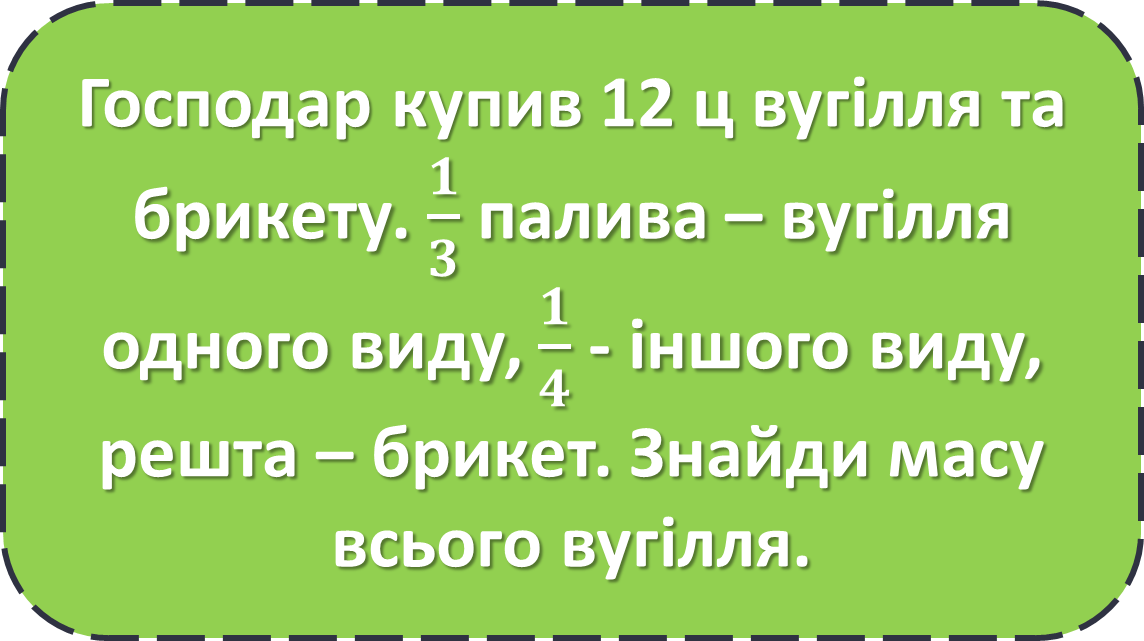 Господар купив 12 ц вугілля та
брикету. 1/3 палива – вугілля
одного виду, 1/4 - іншого виду,
решта – брикет. Знайди масу
всього вугілля.